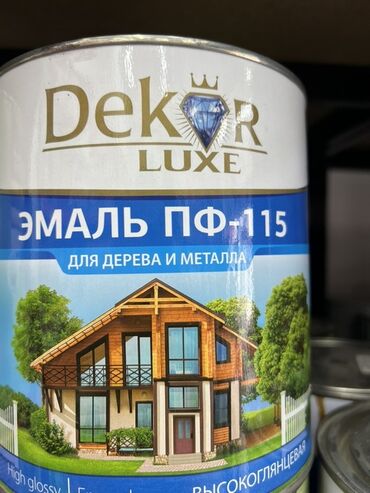 DekOR
LUXE
ЭМАЛЬ ПФ-115
ДЛЯ ДЕРЕВА И МЕТАЛЛА
High glossy
ВЫСОКОГЛЯНЦЕВАЯ